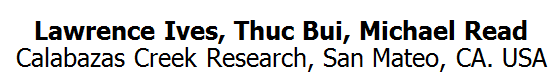 Lawrence Ives, Thuc Bui, Michael Read
Calabazas Creek Research, San Mateo, CA. USA